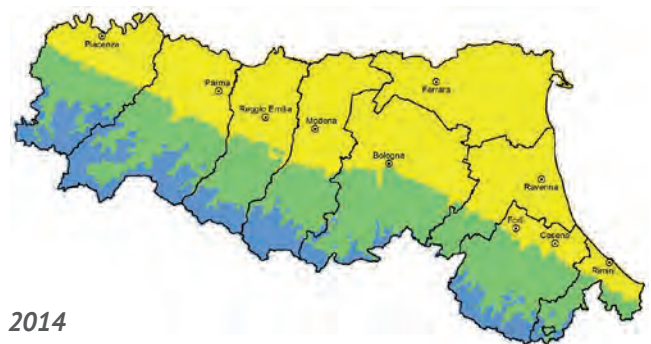 Piacenza
Parma
Reggio Emilia
Modena
Ferrara
Bologna
Ravenna
Forlì
Cesena
Rimini
2014